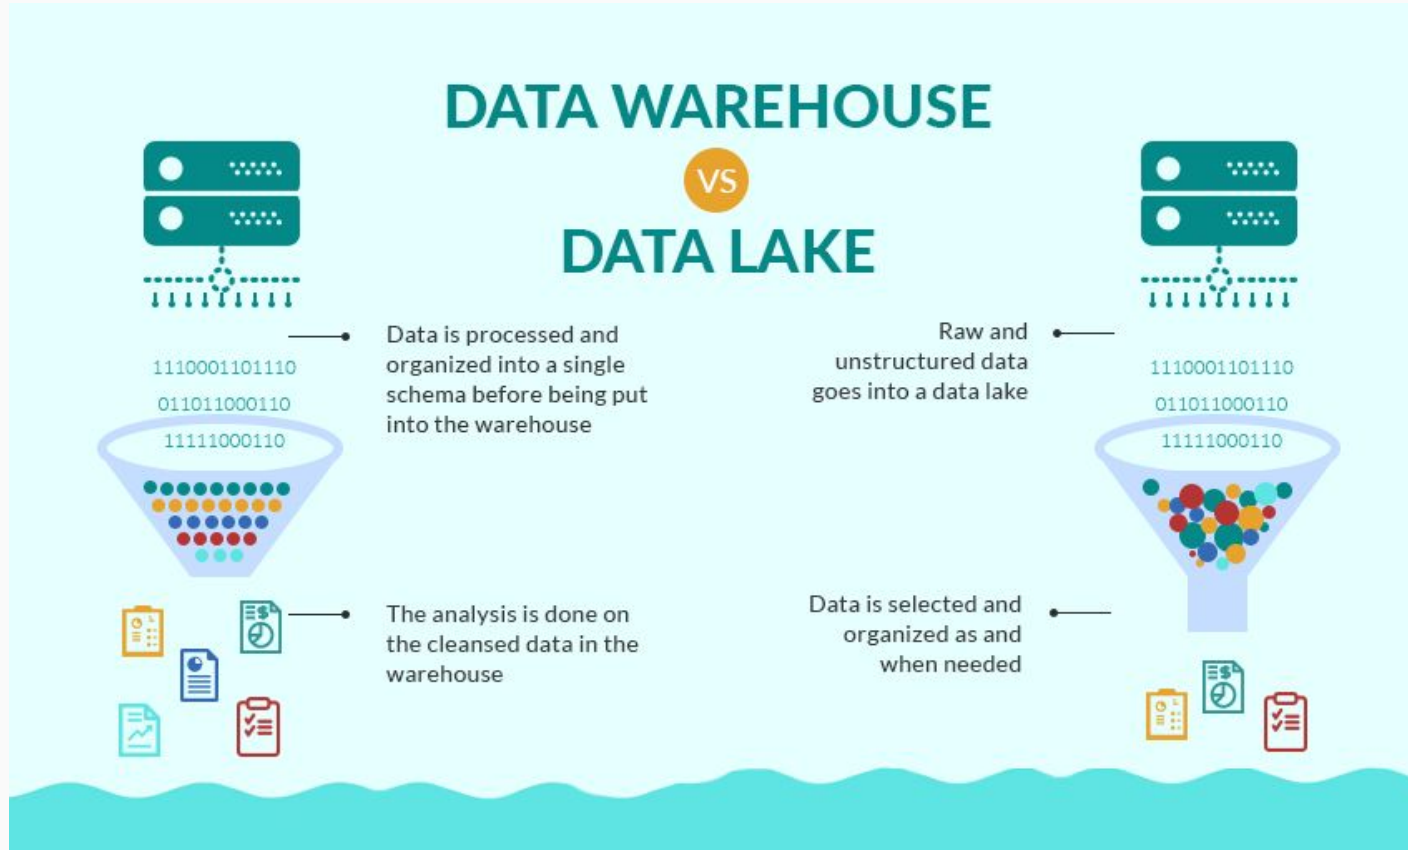 DATA WAREHOUSE
VS
DATA LAKE
1110001101110
011011000110
11111000110
Data is processed and
organized into a single
schema before being put
into the warehouse
The analysis is done on
the cleansed data in the
warehouse
Raw and
unstructured data
goes into a data lake
1110001101110
011011000110
11111000110
Data is selected and
organized as and
when needed
$
$